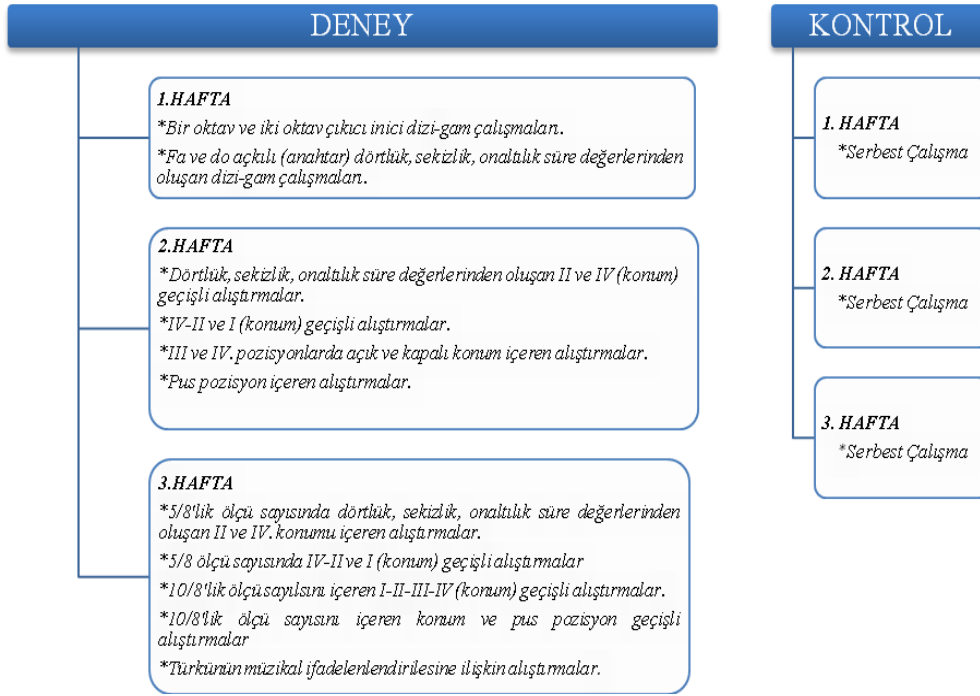 DENEY
1.HAFTA
*Bir oktav ve iki oktav çıkıcı inici dizi-gam çalışmaları.
*Fa ve do açkılı (anahtar) dörtlük, sekizlik, onaltılık süre değerlerinden
oluşan dizi-gam çalışmaları.
2.HAFTA
*Dörtlük, sekizlik, onaltılık süre değerlerinden oluşan II ve IV (konum)
geçişli alıştırmalar.
*IV-II ve I (konum) geçişli alıştırmalar.
*III ve IV. pozisyonlarda açık ve kapalı konum içeren alıştırmalar.
*Pus pozisyon içeren alıştırmalar.
3.HAFTA
*5/8'lik ölçü sayısında dörtlük, sekizlik, onaltılık süre değerlerinden
oluşan II ve IV. konumu içeren alıştırmalar.
*5/8 ölçü sayısında IV-II ve I (konum) geçişli alıştırmalar
*10/8'lik ölçü sayılsını içeren I-II-III-IV (konum) geçişli alıştırmalar.
*10/8'lik ölçü sayısını içeren konum ve pus pozisyon geçişli
alıştırmalar
*Türkünün müzikal ifadelenlendirilesine ilişkin alıştırmalar.
KONTROL
1. HAFTA
*Serbest Çalışma
2. HAFTA
*Serbest Çalışma
3. HAFTA
*Serbest Çalışma